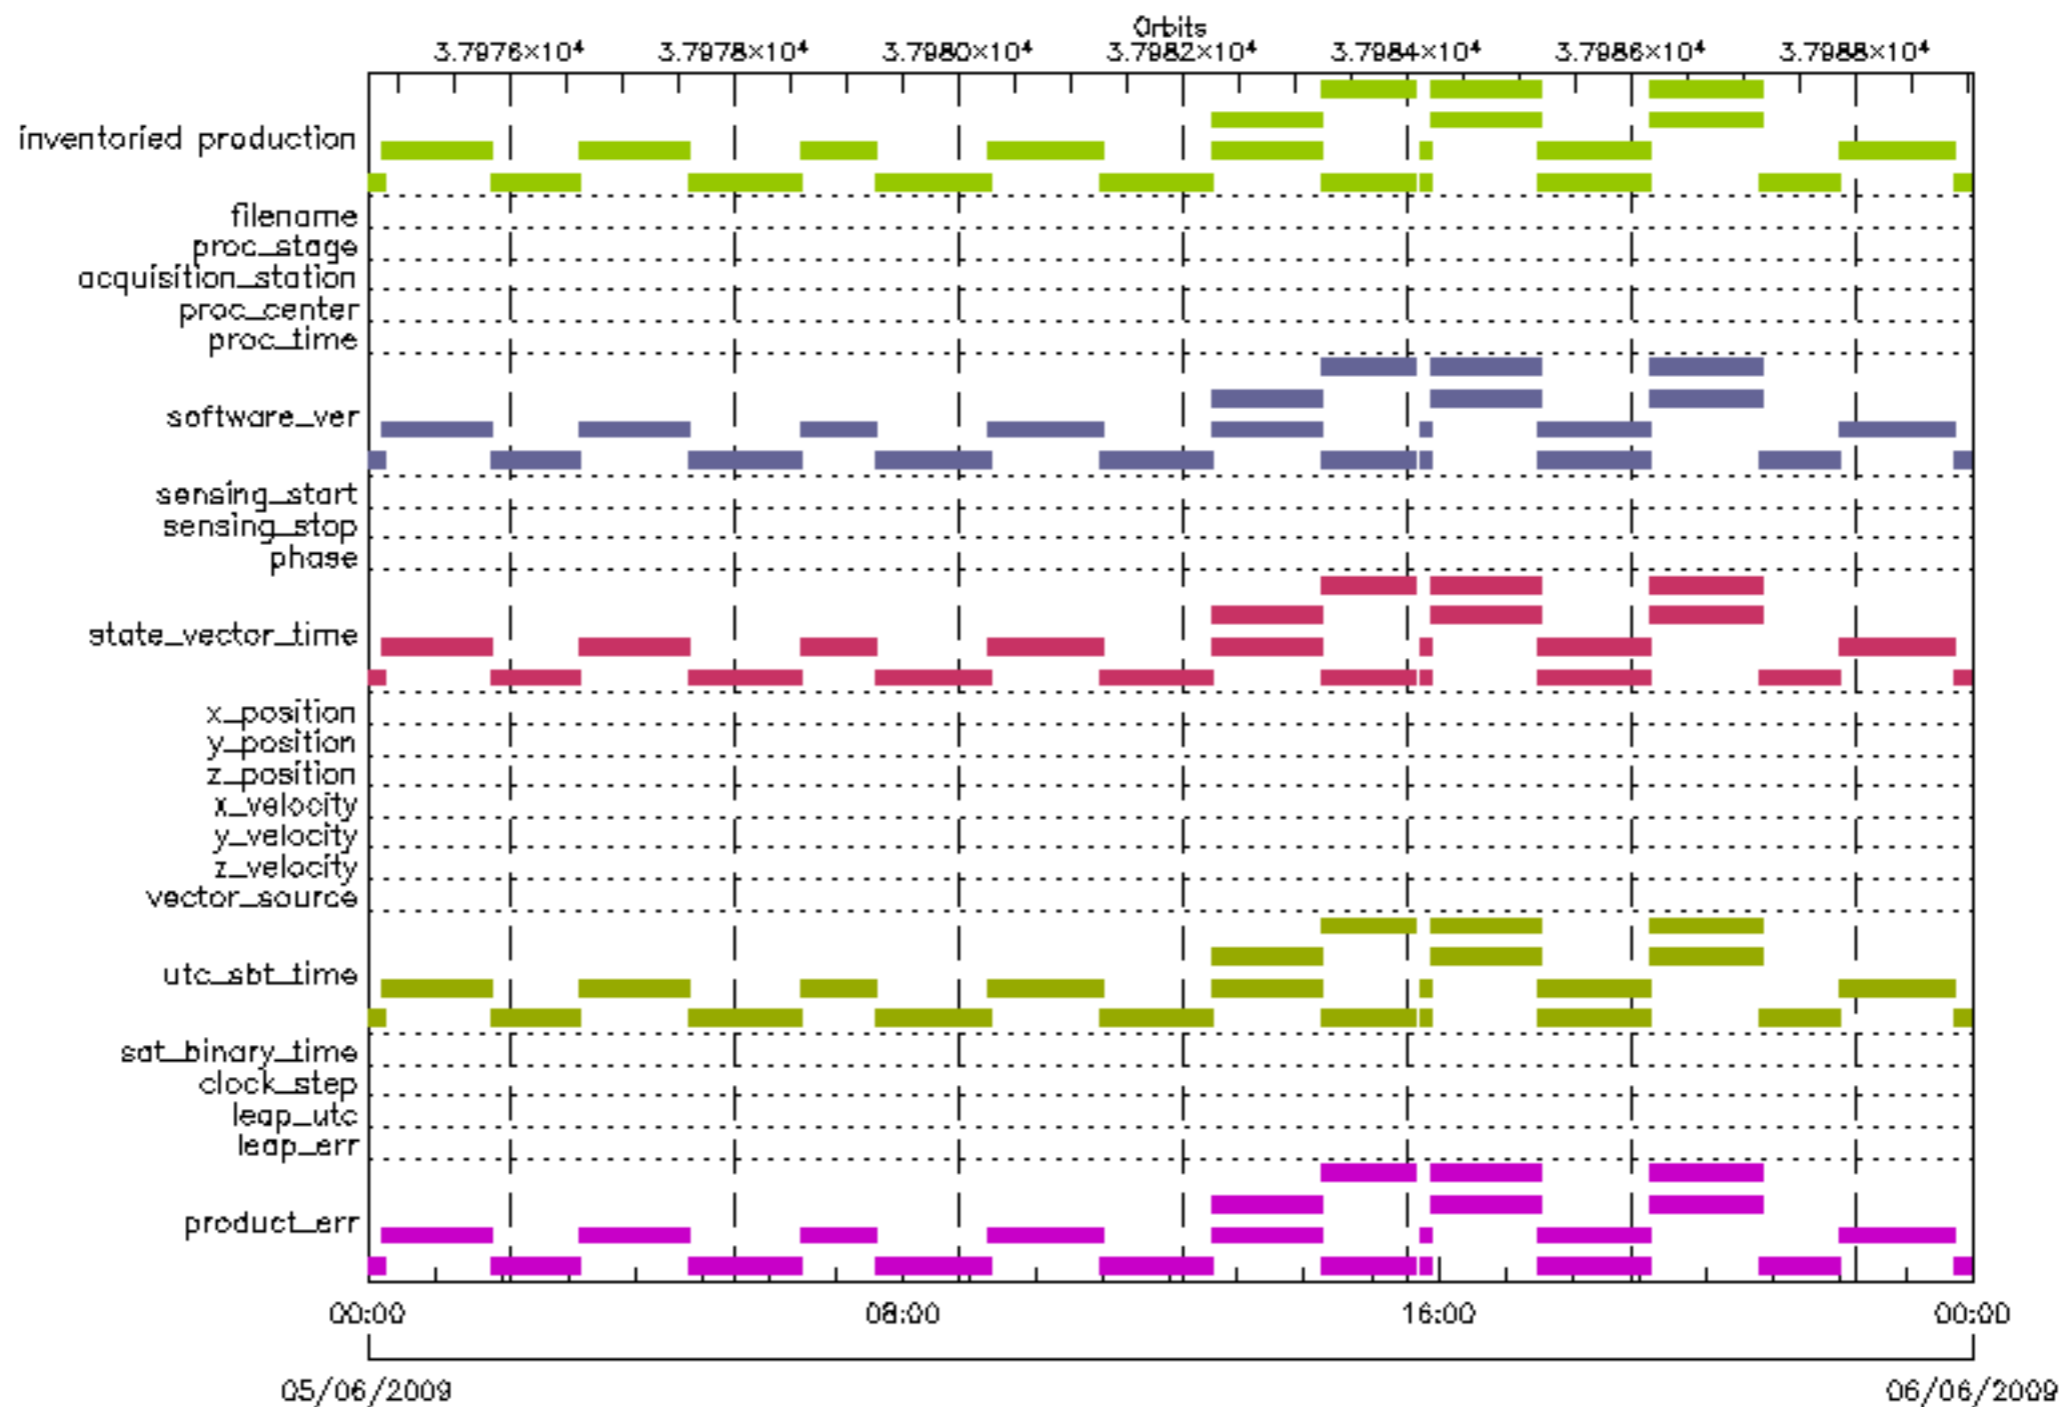 Orbits
3.7976×10⁴ 3.7978×10⁴ 3.7980×10⁴ 3.7982×10⁴ 3.7984×10⁴ 3.7986×10⁴ 3.7988×10⁴
inventoried production
filename
proc_stage
acquisition_station
proc_center
proc_time
software_ver
sensing_start
sensing_stop
phase
state_vector_time
x_position
y_position
z_position
x_velocity
y_velocity
z_velocity
vector_source
utc_sbt_time
sat_binary_time
clock_step
leap_utc
leap_err
product_err
00:00 08:00 16:00 00:00
05/06/2009 06/06/2009